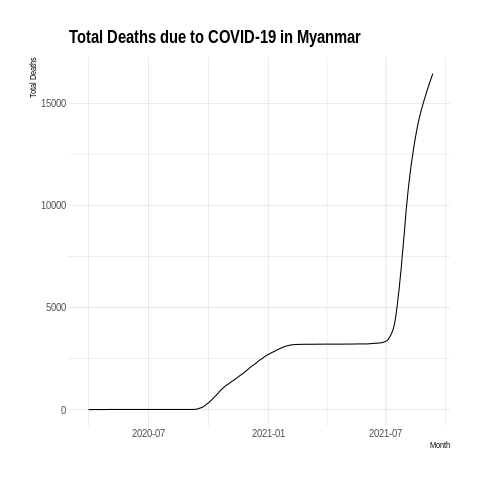 Total Deaths due to COVID-19 in Myanmar
Total Deaths
15000
10000
5000
0
2020-07
2021-01
2021-07
Month